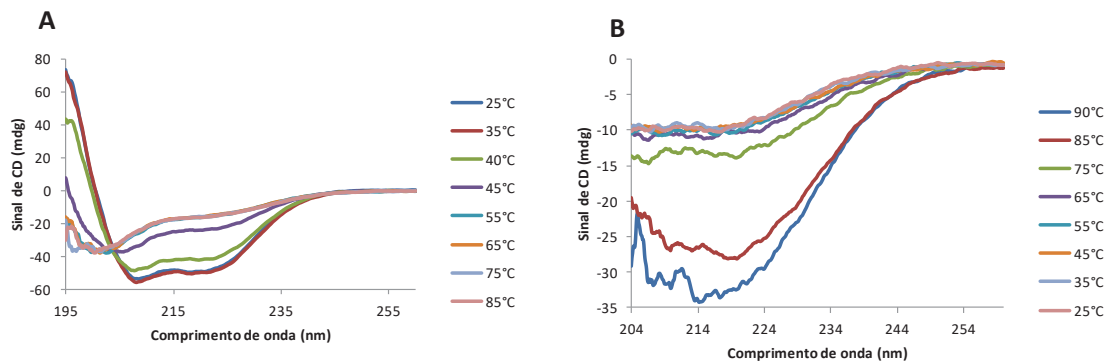 A
Sinal de CD (mdg)
80
60
40
20
0
-20
-40
-60
195
215
235
255
Comprimento de onda (nm)
25°C
35°C
40°C
45°C
55°C
65°C
75°C
85°C
B
Sinal de CD (mdg)
0
-5
-10
-15
-20
-25
-30
-35
204
214
224
234
244
254
Comprimento de onda (nm)
90°C
85°C
75°C
65°C
55°C
45°C
35°C
25°C